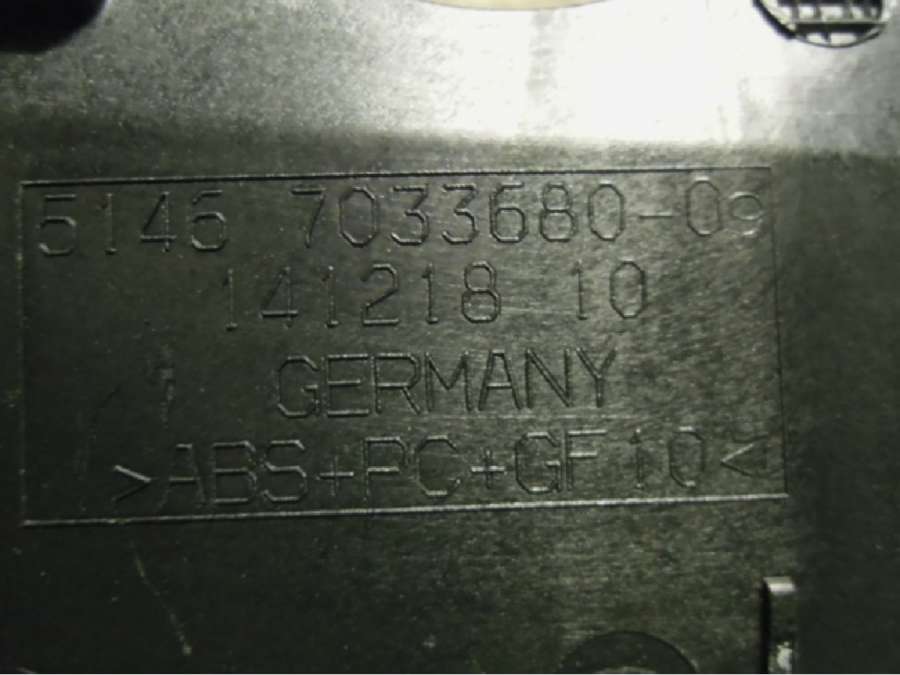 5146 7033680-09
141218 10
GERMANY
>ABS+PC+GF10<